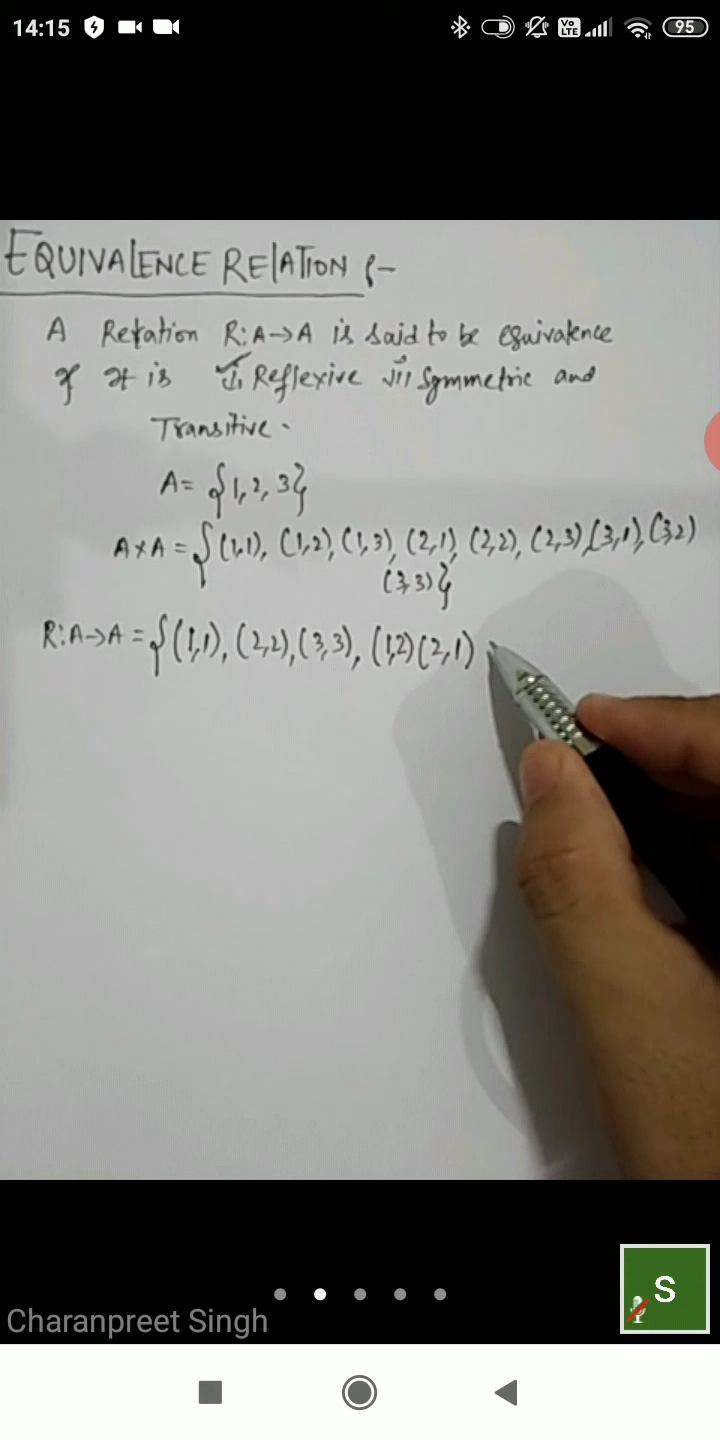 14:15 Vo LTE 95
EQUIVALENCE RELATION :-
A Relation R:A→A is said to be equivalence
if It is (i) Reflexive (ii) Symmetric and
Transitive.
A = {1, 2, 3}
A×A = {(1,1), (1,2), (1,3), (2,1), (2,2), (2,3), (3,1), (3,2)
(3,3)}
R:A→A = {(1,1), (2,2), (3,3), (1,2) (2,1)
S
Charanpreet Singh